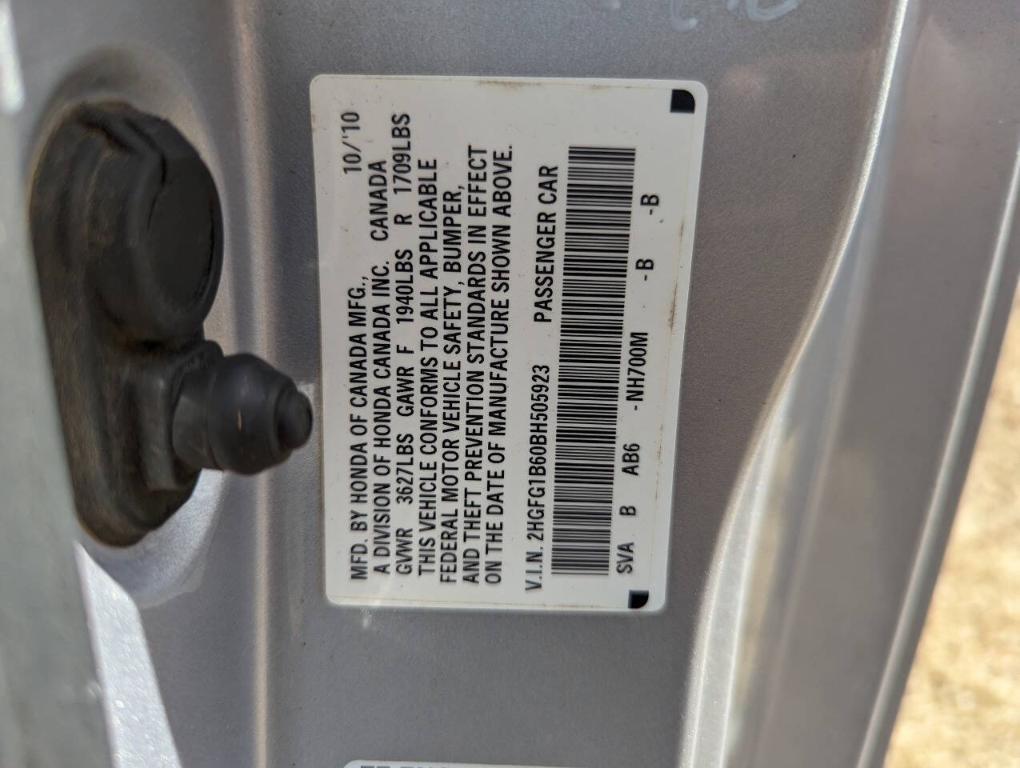 10/'10
MFD. BY HONDA OF CANADA MFG.,
A DIVISION OF HONDA CANADA INC. CANADA
GVWR 3627LBS GAWR F 1940LBS R 1709LBS
THIS VEHICLE CONFORMS TO ALL APPLICABLE
FEDERAL MOTOR VEHICLE SAFETY, BUMPER,
AND THEFT PREVENTION STANDARDS IN EFFECT
ON THE DATE OF MANUFACTURE SHOWN ABOVE.
V.I.N. 2HGFG1B60BH505923 PASSENGER CAR
SVA B AB6 -NH700M -B -B